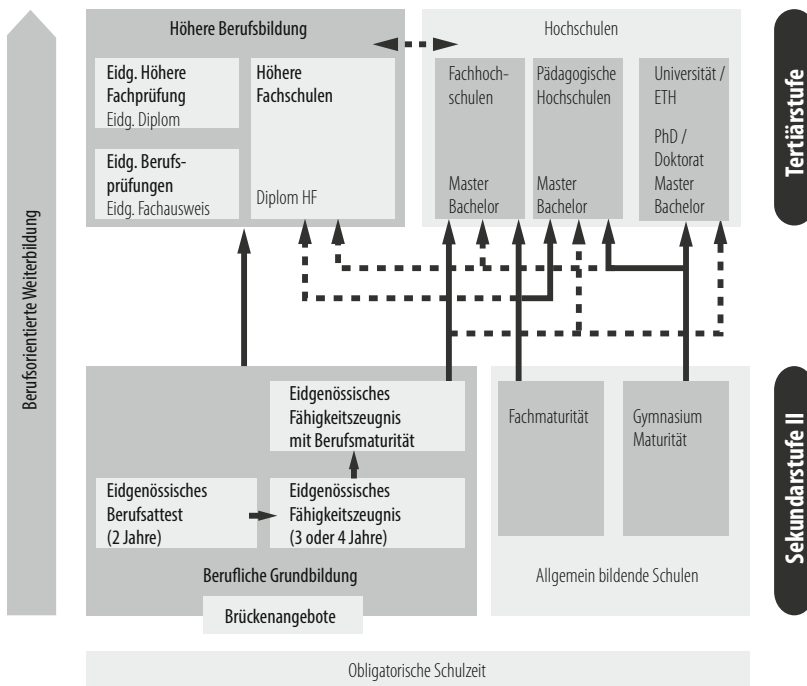 Höhere Berufsbildung
Hochschulen
Eidg. Höhere
Fachprüfung
Eidg. Diplom
Höhere
Fachschulen
Fachhoch-
schulen
Pädagogische
Hochschulen
Universität /
ETH
PhD /
Doktorat
Master
Bachelor
Eidg. Berufs-
prüfungen
Eidg. Fachausweis
Diplom HF
Master
Bachelor
Master
Bachelor
Tertiärstufe
Berufsorientierte Weiterbildung
Eidgenössisches
Fähigkeitszeugnis
mit Berufsmaturität
Fachmaturität
Gymnasium
Maturität
Eidgenössisches
Berufsattest
(2 Jahre)
Eidgenössisches
Fähigkeitszeugnis
(3 oder 4 Jahre)
Sekundarstufe II
Berufliche Grundbildung
Allgemein bildende Schulen
Brückenangebote
Obligatorische Schulzeit